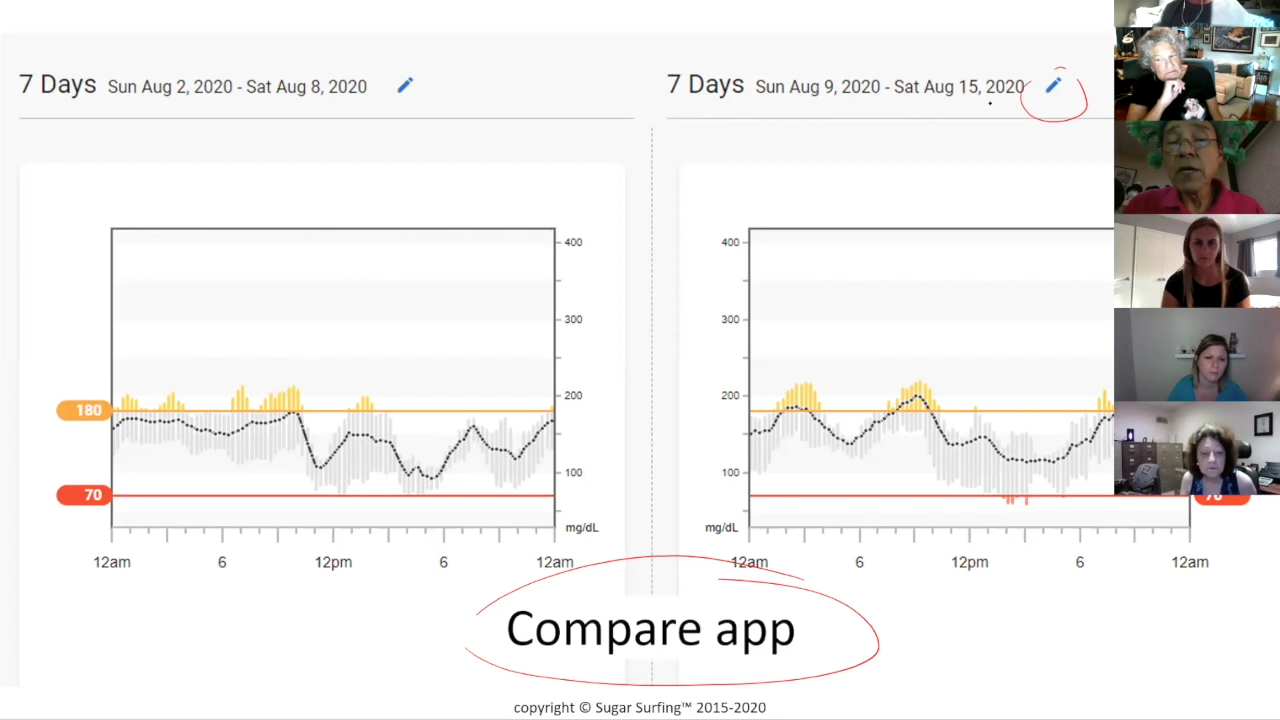 7 Days Sun Aug 2, 2020 - Sat Aug 8, 2020
7 Days Sun Aug 9, 2020 - Sat Aug 15, 2020
400
300
200
180
100
70
mg/dL
12am 6 12pm 6 12am
400
300
200
100
70
mg/dL
12am 6 12pm 6 12am
Compare app
copyright © Sugar Surfing™ 2015-2020